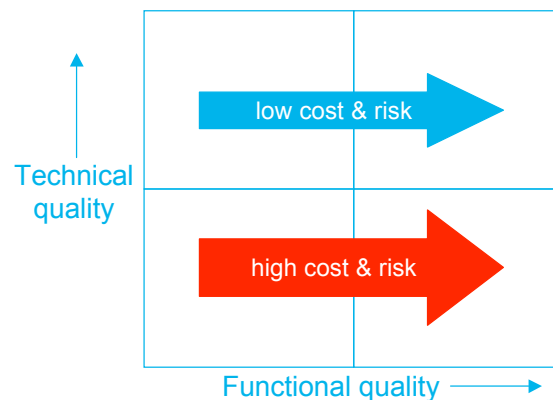 low cost & risk
Technical
quality
high cost & risk
Functional quality